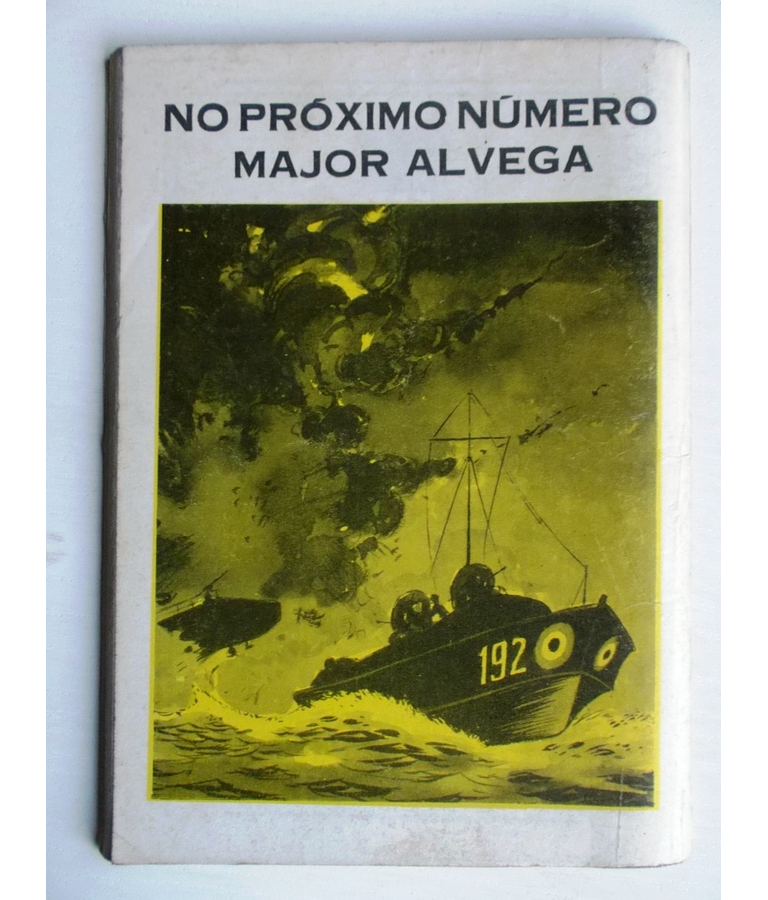 NO PRÓXIMO NÚMERO
MAJOR ALVEGA
192